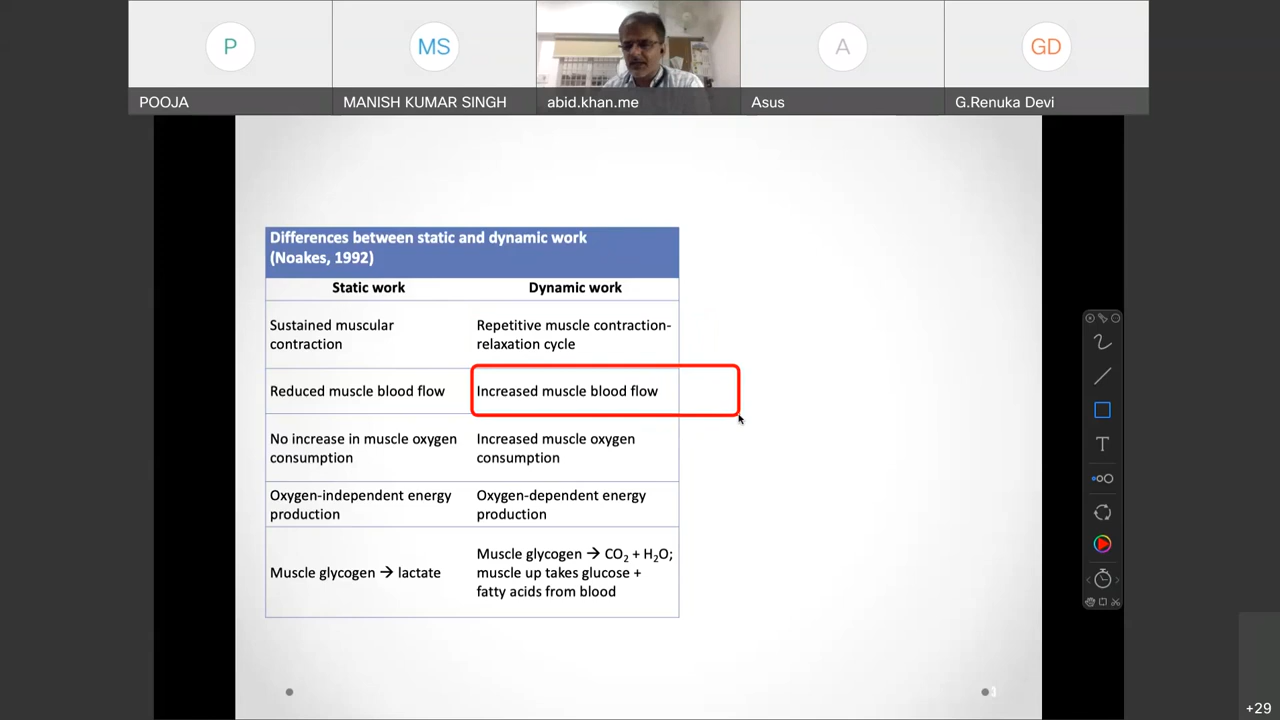 P
MS
A
GD
POOJA
MANISH KUMAR SINGH
abid.khan.me
Asus
G.Renuka Devi
Differences between static and dynamic work
(Noakes, 1992)
Static work
Dynamic work
Sustained muscular
contraction
Repetitive muscle contraction-
relaxation cycle
Reduced muscle blood flow
Increased muscle blood flow
No increase in muscle oxygen
consumption
Increased muscle oxygen
consumption
Oxygen-independent energy
production
Oxygen-dependent energy
production
Muscle glycogen → lactate
Muscle glycogen → CO₂ + H₂O;
muscle up takes glucose +
fatty acids from blood
T
+29